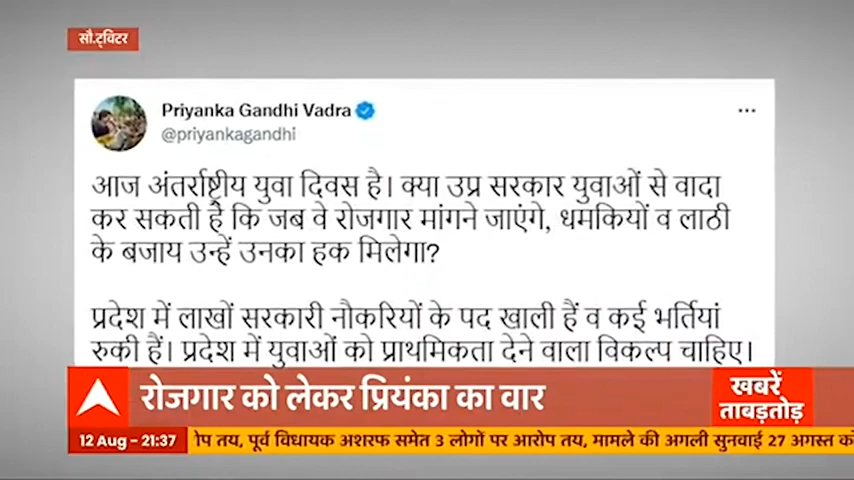 सौ.ट्विटर
Priyanka Gandhi Vadra
@priyankagandhi
आज अंतर्राष्ट्रीय युवा दिवस है। क्या उप्र सरकार युवाओं से वादा
कर सकती है कि जब वे रोजगार मांगने जाएंगे, धमकियों व लाठी
के बजाय उन्हें उनका हक मिलेगा?
प्रदेश में लाखों सरकारी नौकरियों के पद खाली हैं व कई भर्तियां
रुकी हैं। प्रदेश में युवाओं को प्राथमिकता देने वाला विकल्प चाहिए।
रोजगार को लेकर प्रियंका का वार
खबरें
ताबड़तोड़
12 Aug - 21:37
रोप तय, पूर्व विधायक अशरफ समेत 3 लोगों पर आरोप तय, मामले की अगली सुनवाई 27 अगस्त को